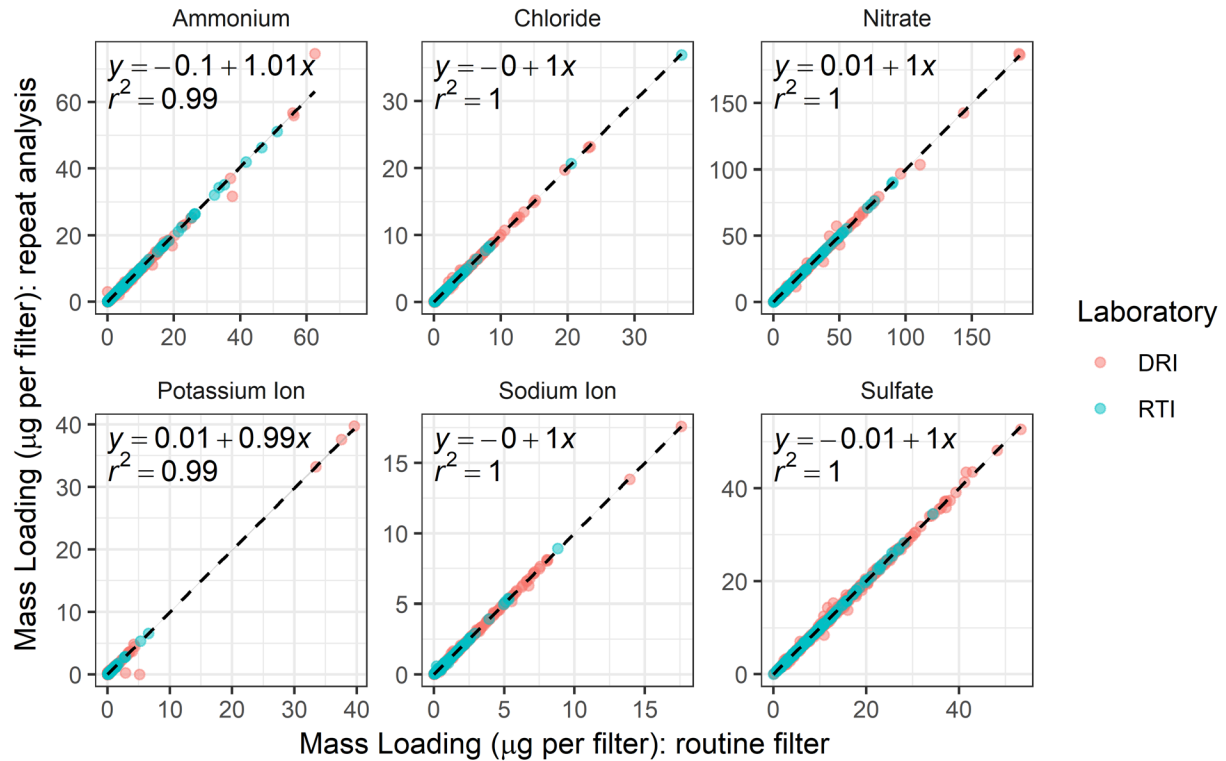 Ammonium
Chloride
Nitrate
y = −0.1 + 1.01x
r² = 0.99
y = −0 + 1x
r² = 1
y = 0.01 + 1x
r² = 1
60
40
20
0
30
20
10
0
150
100
50
0
0 20 40 60
0 10 20 30
0 50 100 150
Potassium Ion
Sodium Ion
Sulfate
y = 0.01 + 0.99x
r² = 0.99
y = −0 + 1x
r² = 1
y = −0.01 + 1x
r² = 1
40
30
20
10
0
15
10
5
0
40
20
0
0 10 20 30 40
0 5 10 15
0 20 40
Mass Loading (µg per filter): repeat analysis
Mass Loading (µg per filter): routine filter
Laboratory
DRI
RTI